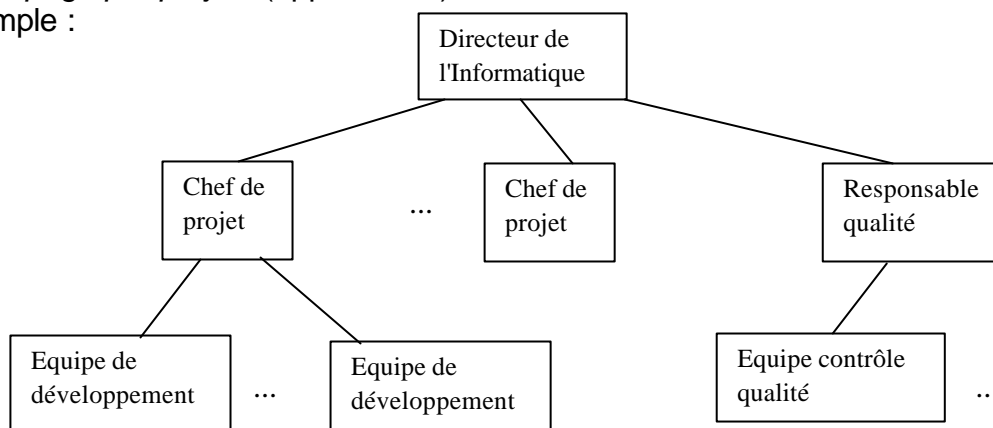 mple :
Directeur de
l'Informatique
Chef de
projet
...
Chef de
projet
Responsable
qualité
Equipe de
développement
...
Equipe de
développement
Equipe contrôle
qualité
..